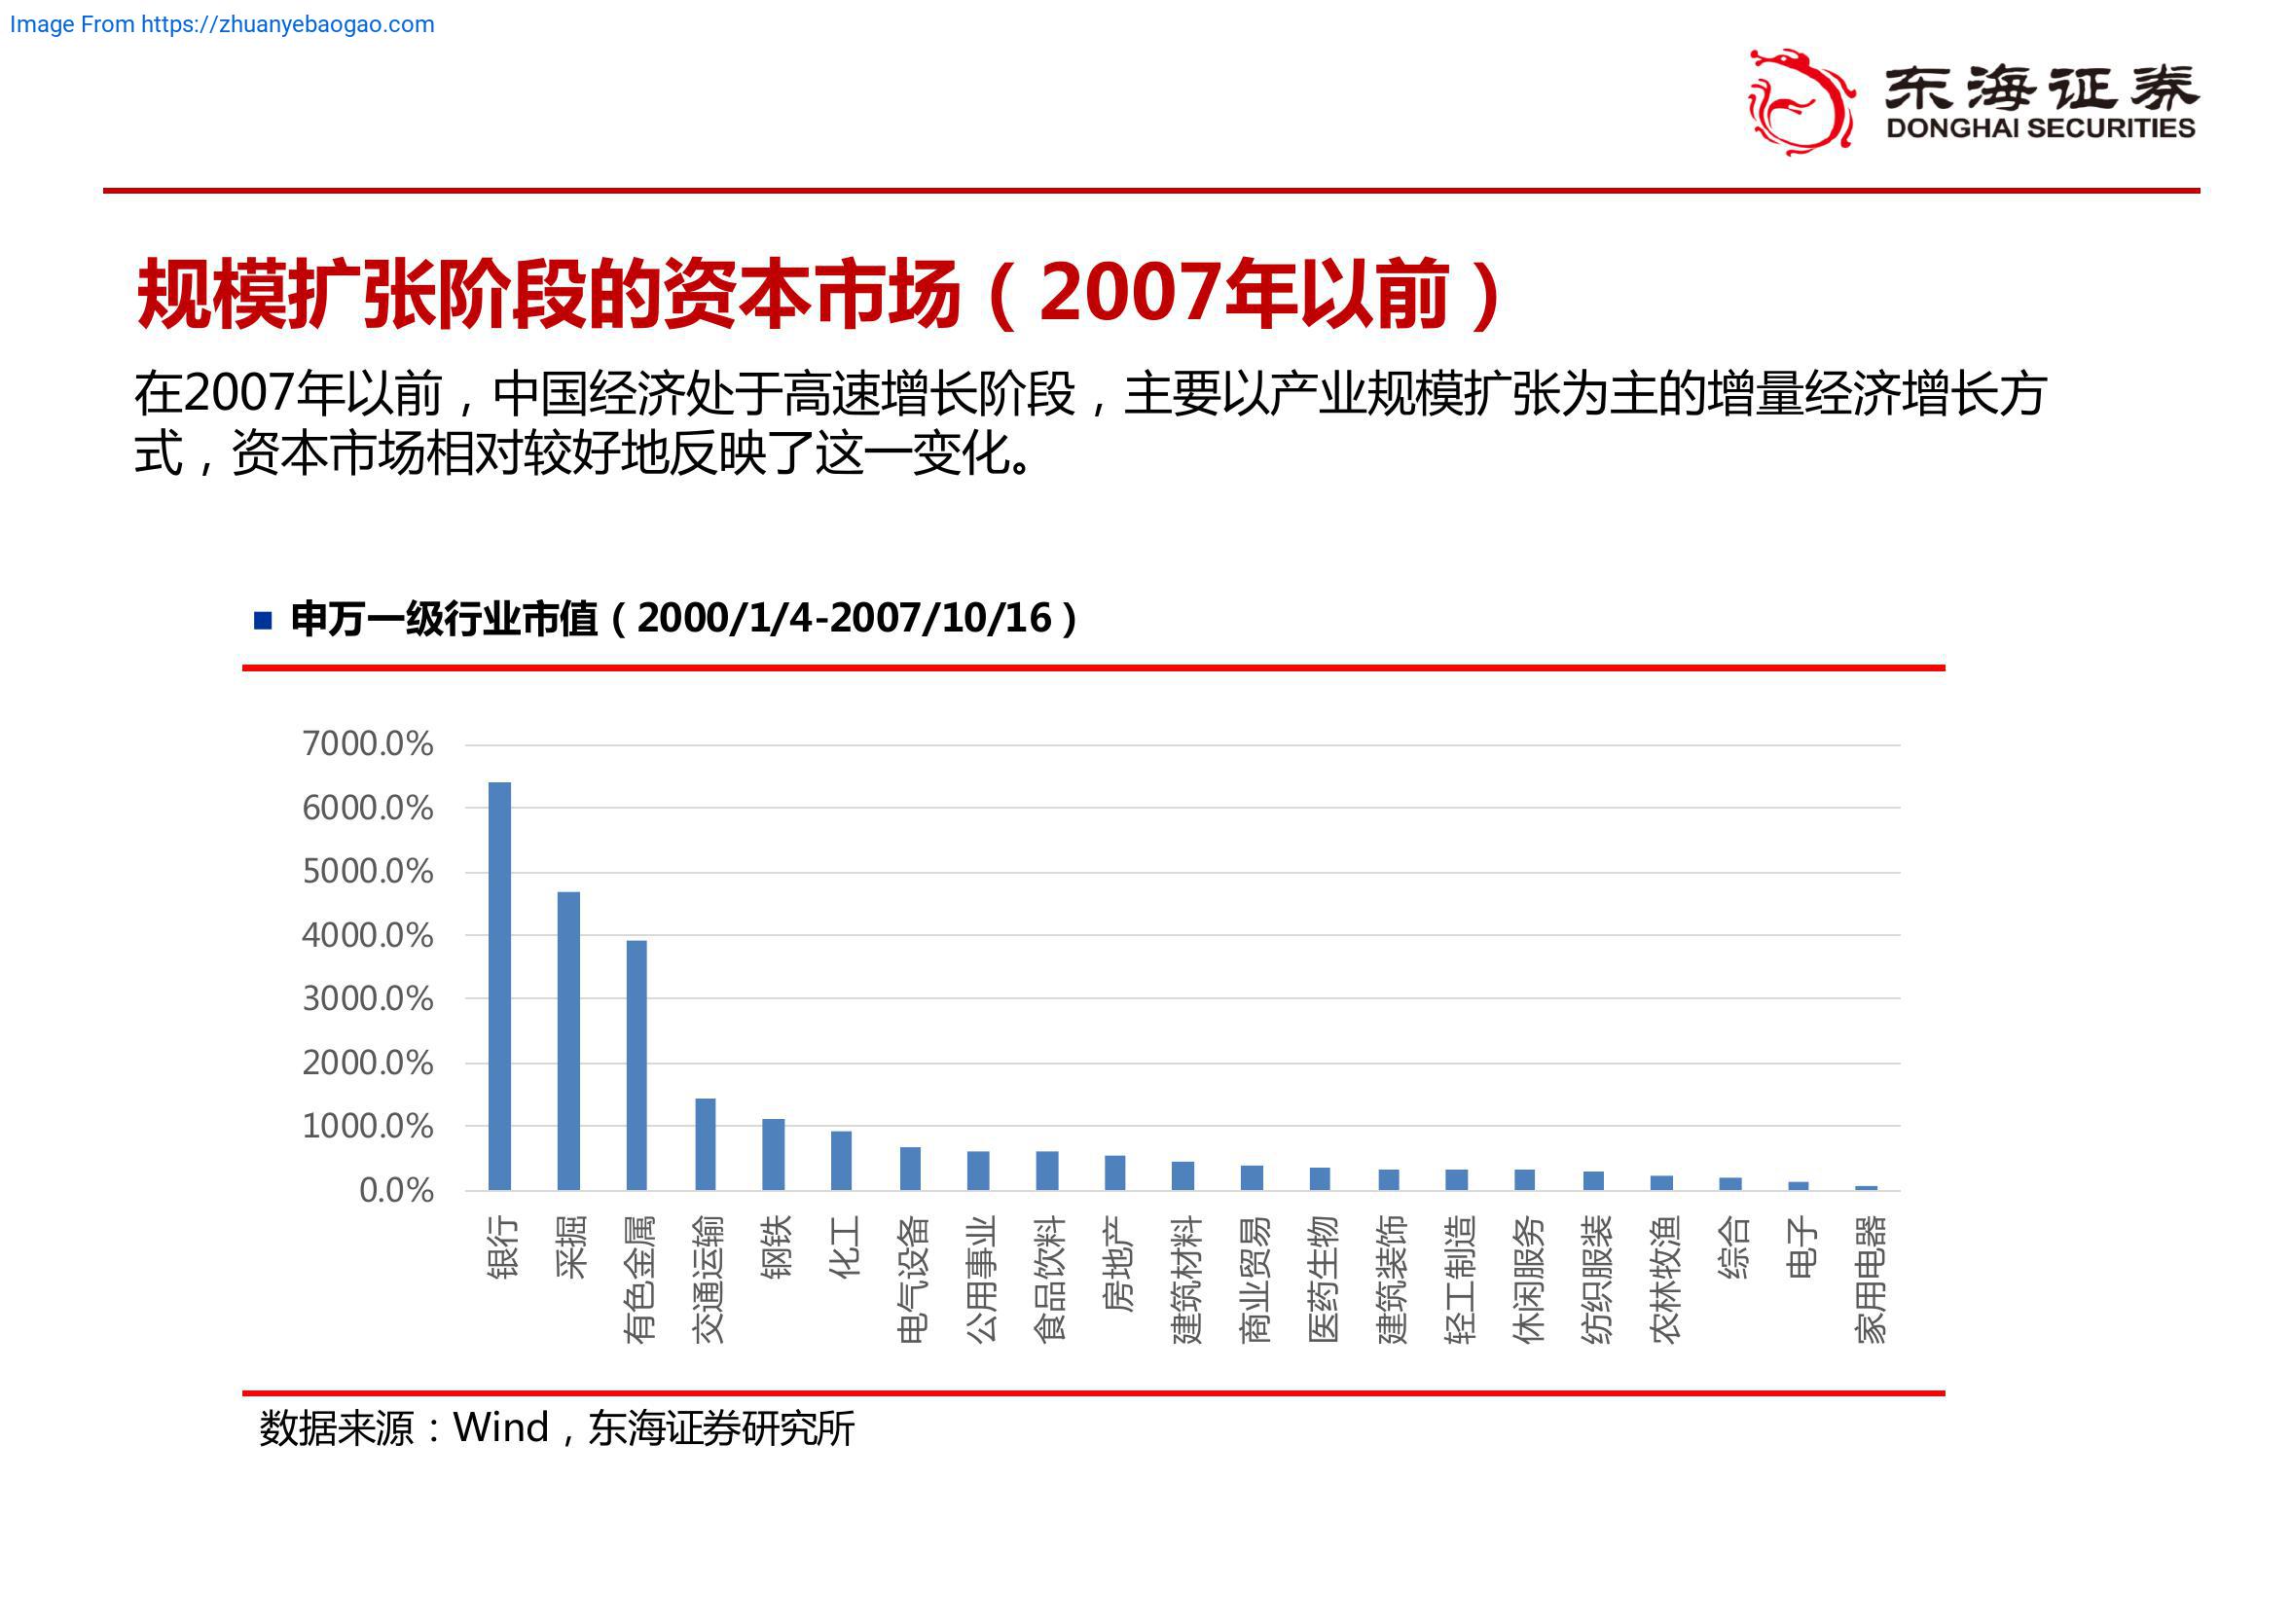 Image From https://zhuanyebaogao.com
东海证券
DONGHAI SECURITIES
规模扩张阶段的资本市场（2007年以前）
在2007年以前，中国经济处于高速增长阶段，主要以产业规模扩张为主的增量经济增长方
式，资本市场相对较好地反映了这一变化。
申万一级行业市值（2000/1/4-2007/10/16）
7000.0%
6000.0%
5000.0%
4000.0%
3000.0%
2000.0%
1000.0%
0.0%
银行
采掘
有色金属
交通运输
钢铁
化工
电气设备
公用事业
食品饮料
房地产
建筑材料
商业贸易
医药生物
建筑装饰
轻工制造
休闲服务
纺织服装
农林牧渔
综合
电子
家用电器
数据来源：Wind，东海证券研究所